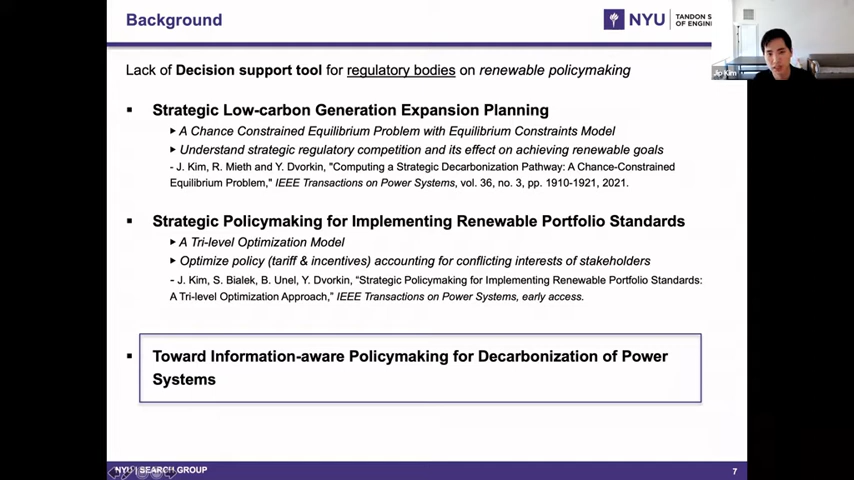 Background
NYU | TANDON S
OF ENGINE
Jip Kim
Lack of Decision support tool for regulatory bodies on renewable policymaking
▪ Strategic Low-carbon Generation Expansion Planning
▸ A Chance Constrained Equilibrium Problem with Equilibrium Constraints Model
▸ Understand strategic regulatory competition and its effect on achieving renewable goals
- J. Kim, R. Mieth and Y. Dvorkin, "Computing a Strategic Decarbonization Pathway: A Chance-Constrained
Equilibrium Problem," IEEE Transactions on Power Systems, vol. 36, no. 3, pp. 1910-1921, 2021.
▪ Strategic Policymaking for Implementing Renewable Portfolio Standards
▸ A Tri-level Optimization Model
▸ Optimize policy (tariff & incentives) accounting for conflicting interests of stakeholders
- J. Kim, S. Bialek, B. Unel, Y. Dvorkin, “Strategic Policymaking for Implementing Renewable Portfolio Standards:
A Tri-level Optimization Approach,” IEEE Transactions on Power Systems, early access.
▪ Toward Information-aware Policymaking for Decarbonization of Power
Systems
NYU | SEARCH GROUP
7